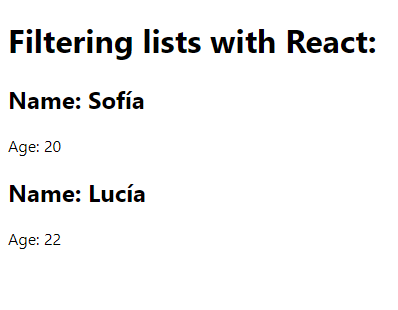 Filtering lists with React:
Name: Sofía
Age: 20
Name: Lucía
Age: 22